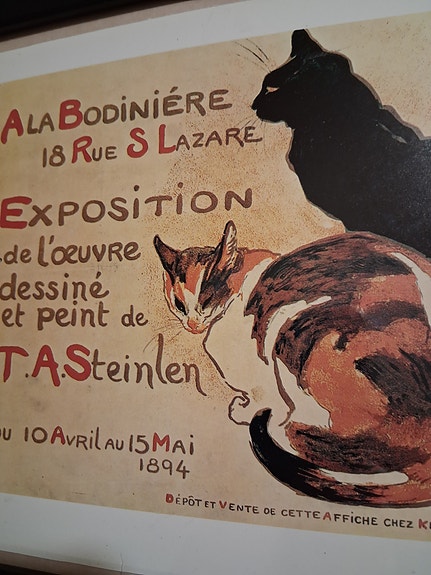 A LA BODINIÉRE
18 RUE S LAZARE
EXPOSITION
de l'œuvre
dessiné
et peint de
T.A.Steinlen
DU 10 AVRIL AU 15 MAI
1894
DÉPÔT ET VENTE DE CETTE AFFICHE CHEZ